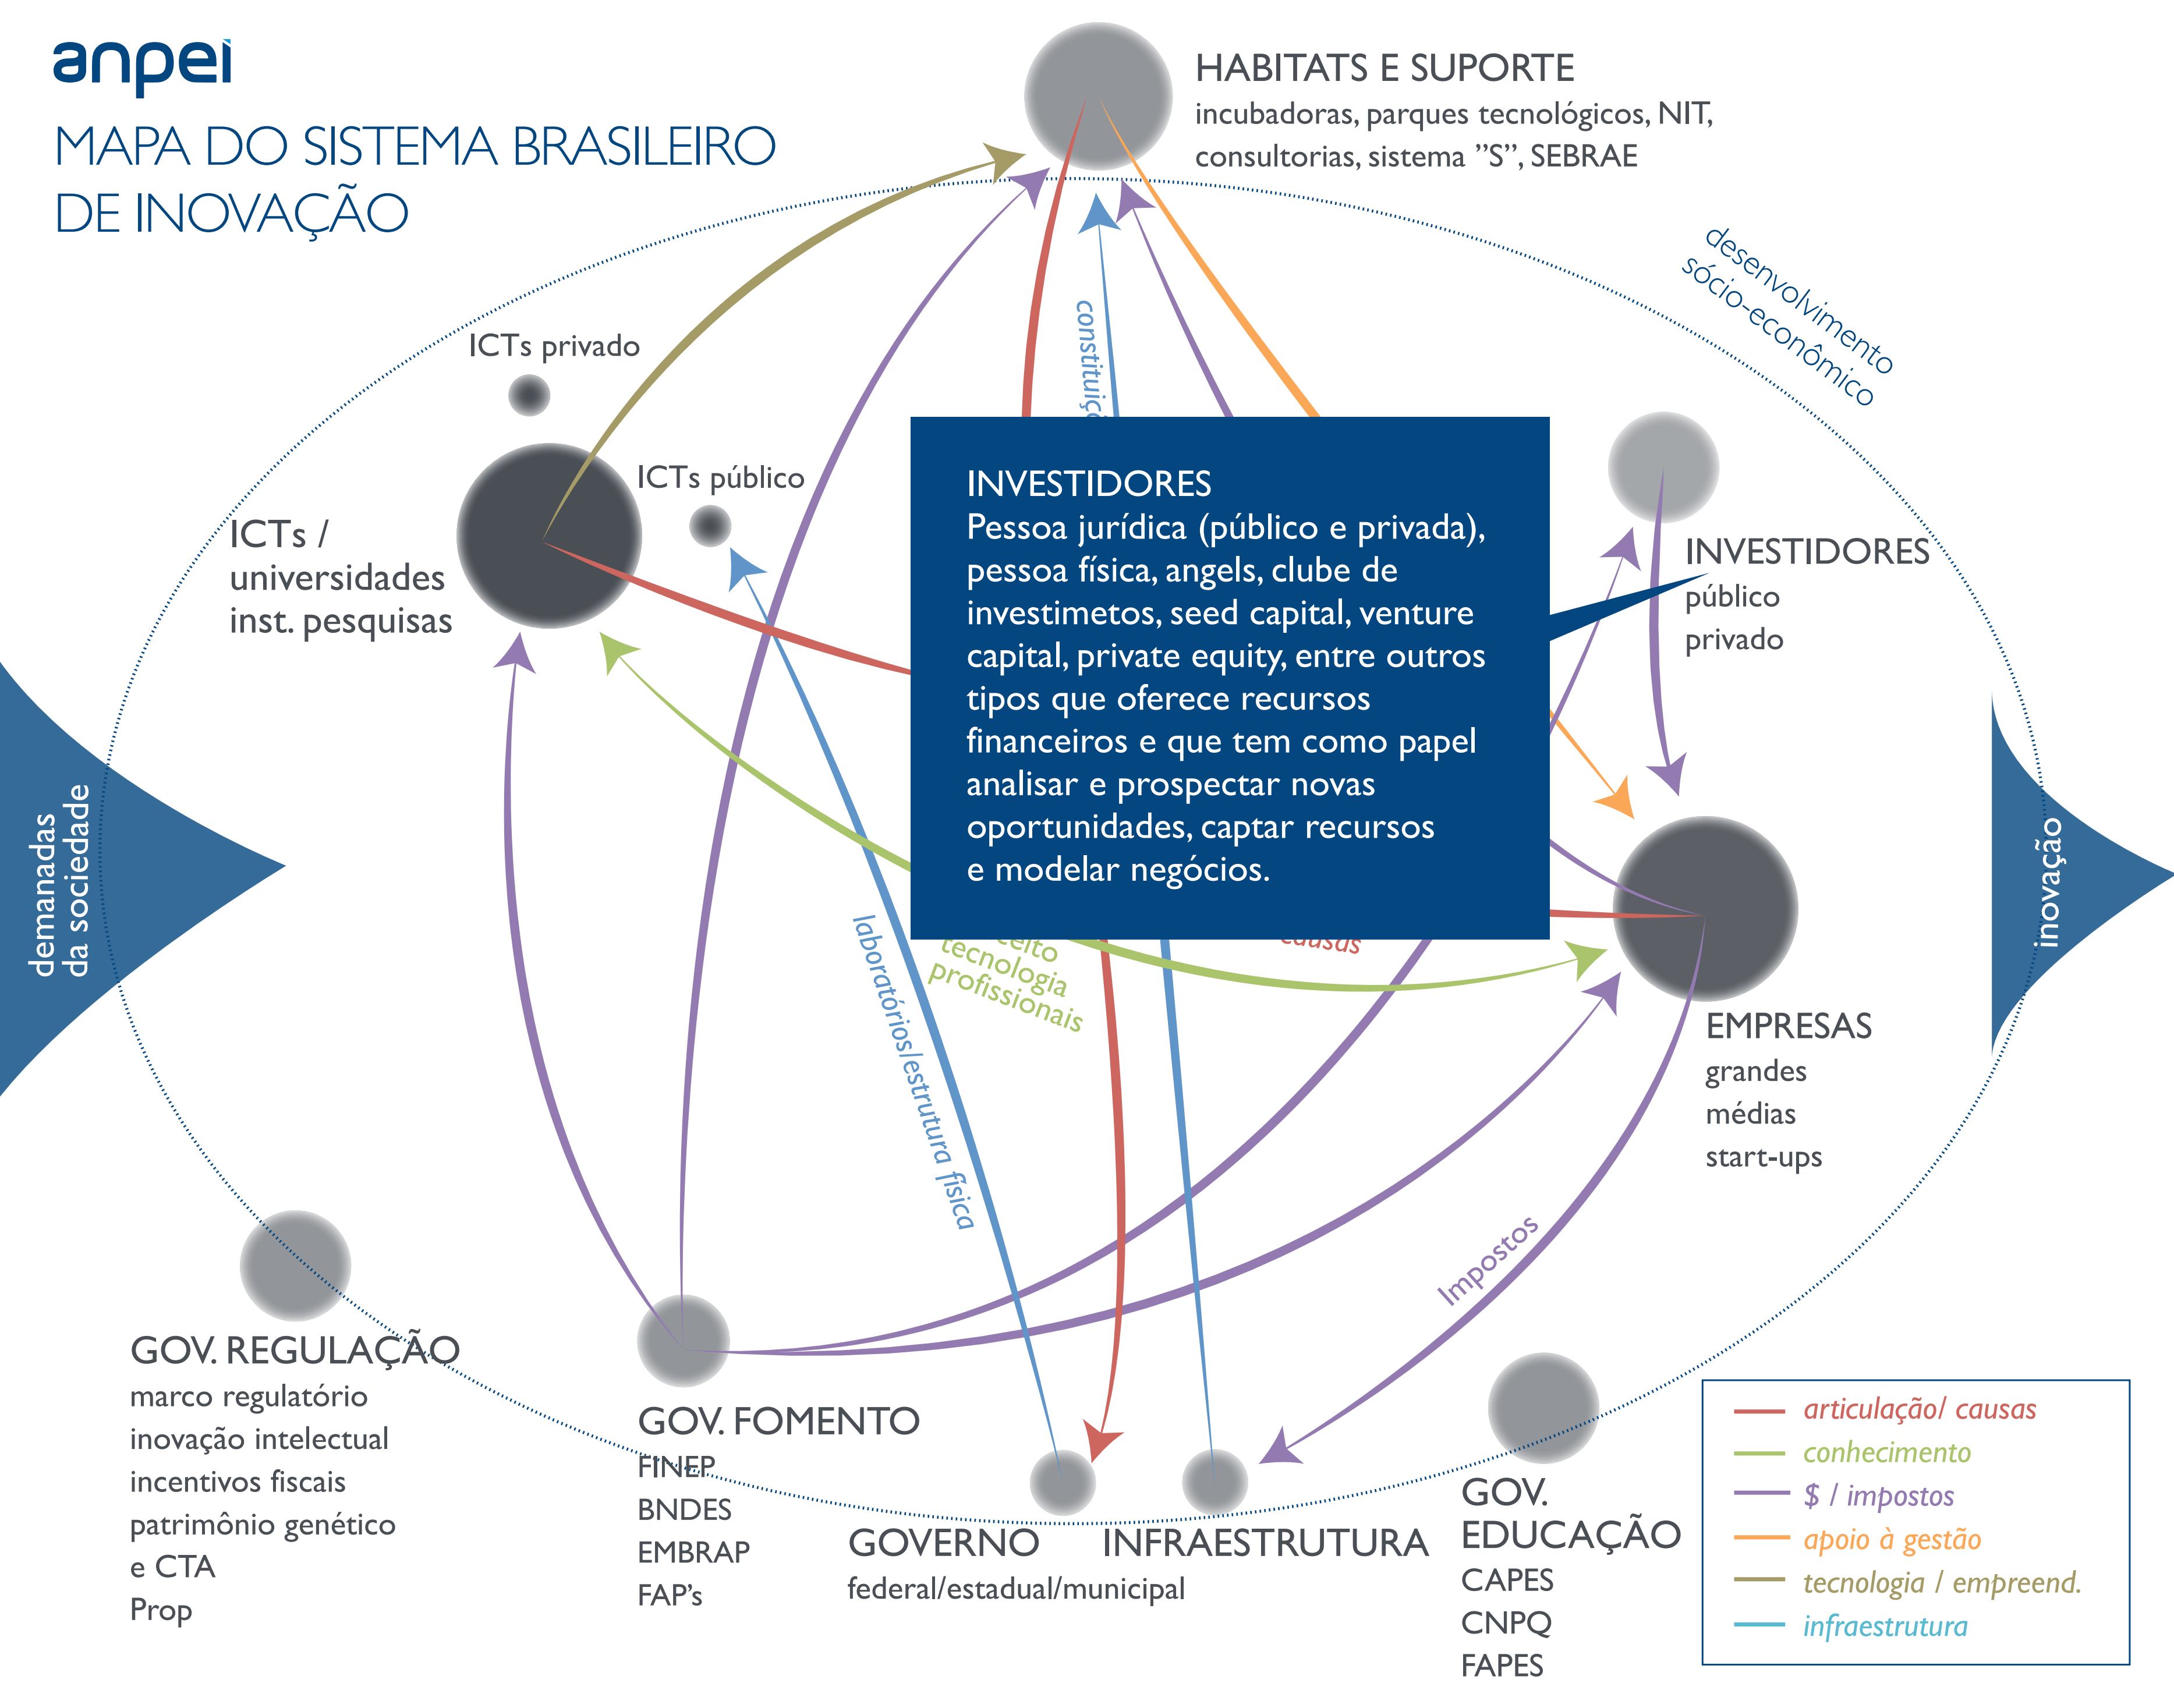 anpei
MAPA DO SISTEMA BRASILEIRO
DE INOVAÇÃO
HABITATS E SUPORTE
incubadoras, parques tecnológicos, NIT,
consultorias, sistema ”S”, SEBRAE
desenvolvimento
sócio-econômico
ICTs privado
ICTs público
ICTs /
universidades
inst. pesquisas
INVESTIDORES
Pessoa jurídica (público e privada),
pessoa física, angels, clube de
investimetos, seed capital, venture
capital, private equity, entre outros
tipos que oferece recursos
financeiros e que tem como papel
analisar e prospectar novas
oportunidades, captar recursos
e modelar negócios.
INVESTIDORES
público
privado
demanadas
da sociedade
inovação
causas
tecnologia
profissionais
laboratórios/estrutura física
EMPRESAS
grandes
médias
start-ups
Impostos
GOV. REGULAÇÃO
marco regulatório
inovação intelectual
incentivos fiscais
patrimônio genético
e CTA
Prop
GOV. FOMENTO
FINEP
BNDES
EMBRAP
FAP’s
GOVERNO
federal/estadual/municipal
INFRAESTRUTURA
GOV.
EDUCAÇÃO
CAPES
CNPQ
FAPES
articulação/ causas
conhecimento
$ / impostos
apoio à gestão
tecnologia / empreend.
infraestrutura